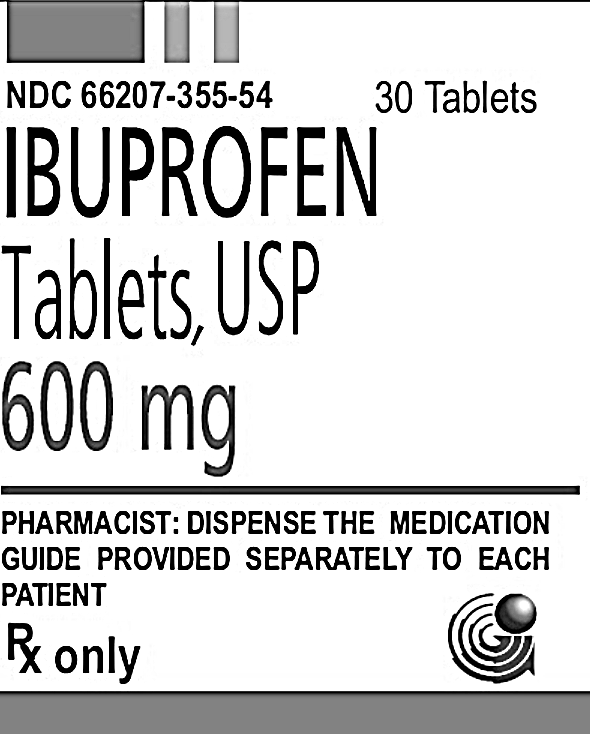 NDC 66207-355-54 30 Tablets
IBUPROFEN
Tablets, USP
600 mg
PHARMACIST: DISPENSE THE MEDICATION
GUIDE PROVIDED SEPARATELY TO EACH
PATIENT
Rx only